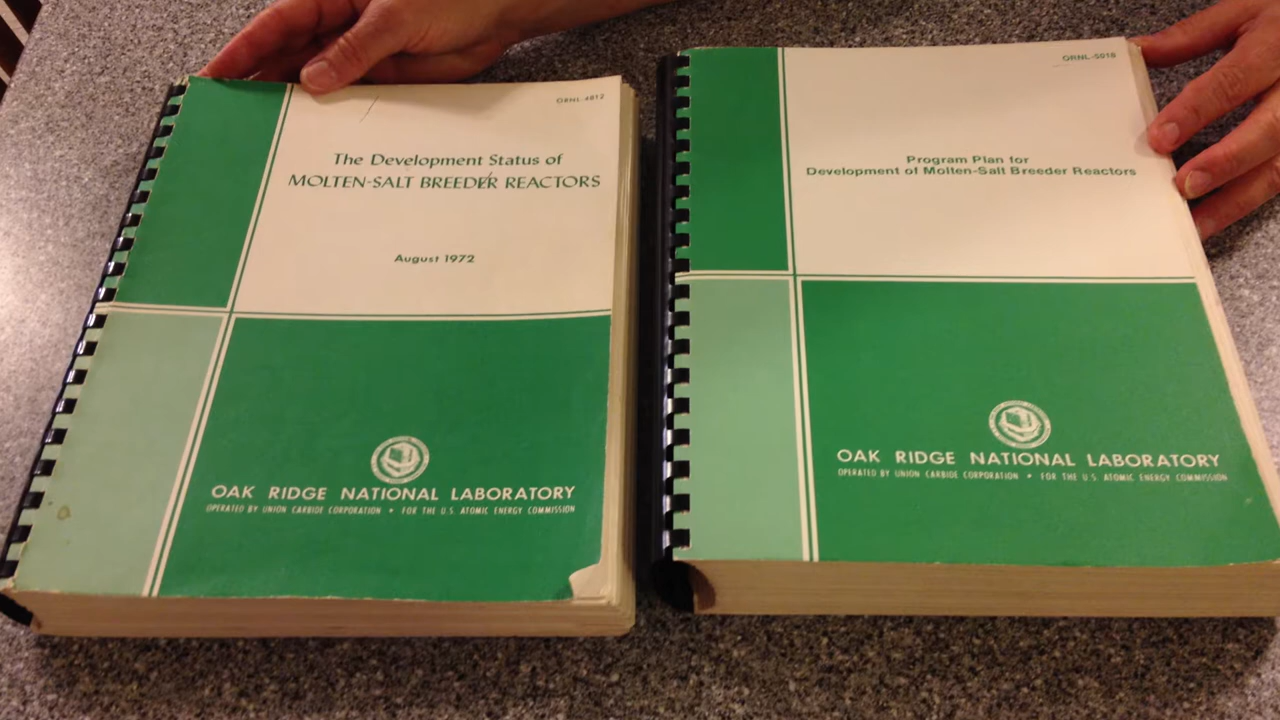 ORNL-4812
The Development Status of
MOLTEN-SALT BREEDER REACTORS
August 1972
OAK RIDGE NATIONAL LABORATORY
OPERATED BY UNION CARBIDE CORPORATION • FOR THE U.S. ATOMIC ENERGY COMMISSION
ORNL-5018
Program Plan for
Development of Molten-Salt Breeder Reactors
OAK RIDGE NATIONAL LABORATORY
OPERATED BY UNION CARBIDE CORPORATION • FOR THE U.S. ATOMIC ENERGY COMMISSION